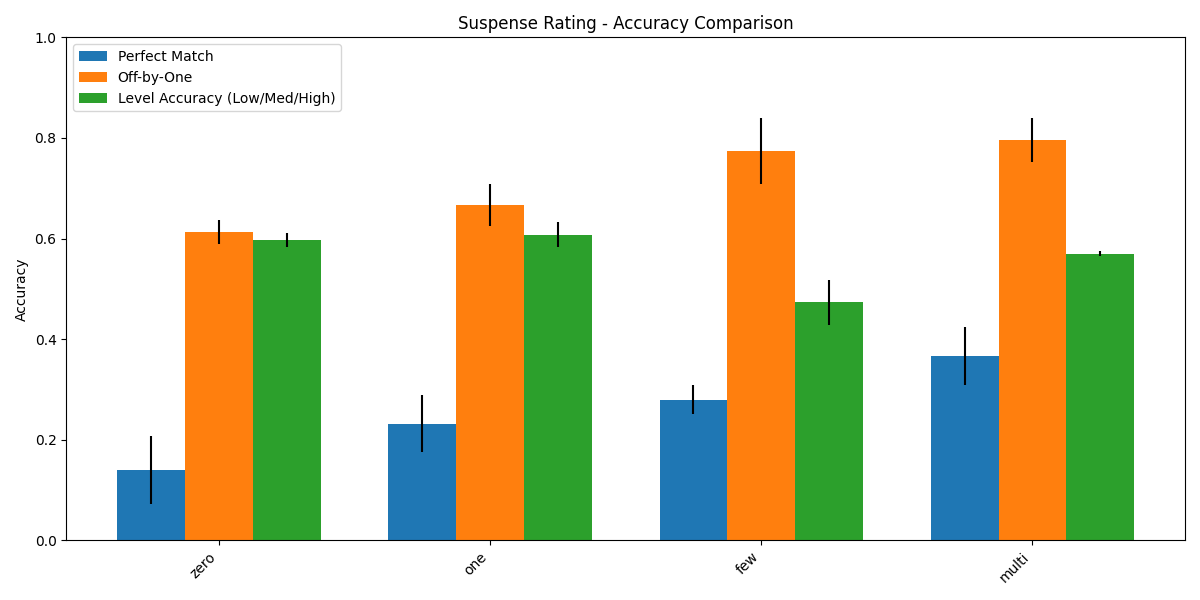 Suspense Rating - Accuracy Comparison
Perfect Match
Off-by-One
Level Accuracy (Low/Med/High)
Accuracy
1.0
0.8
0.6
0.4
0.2
0.0
zero
one
few
multi